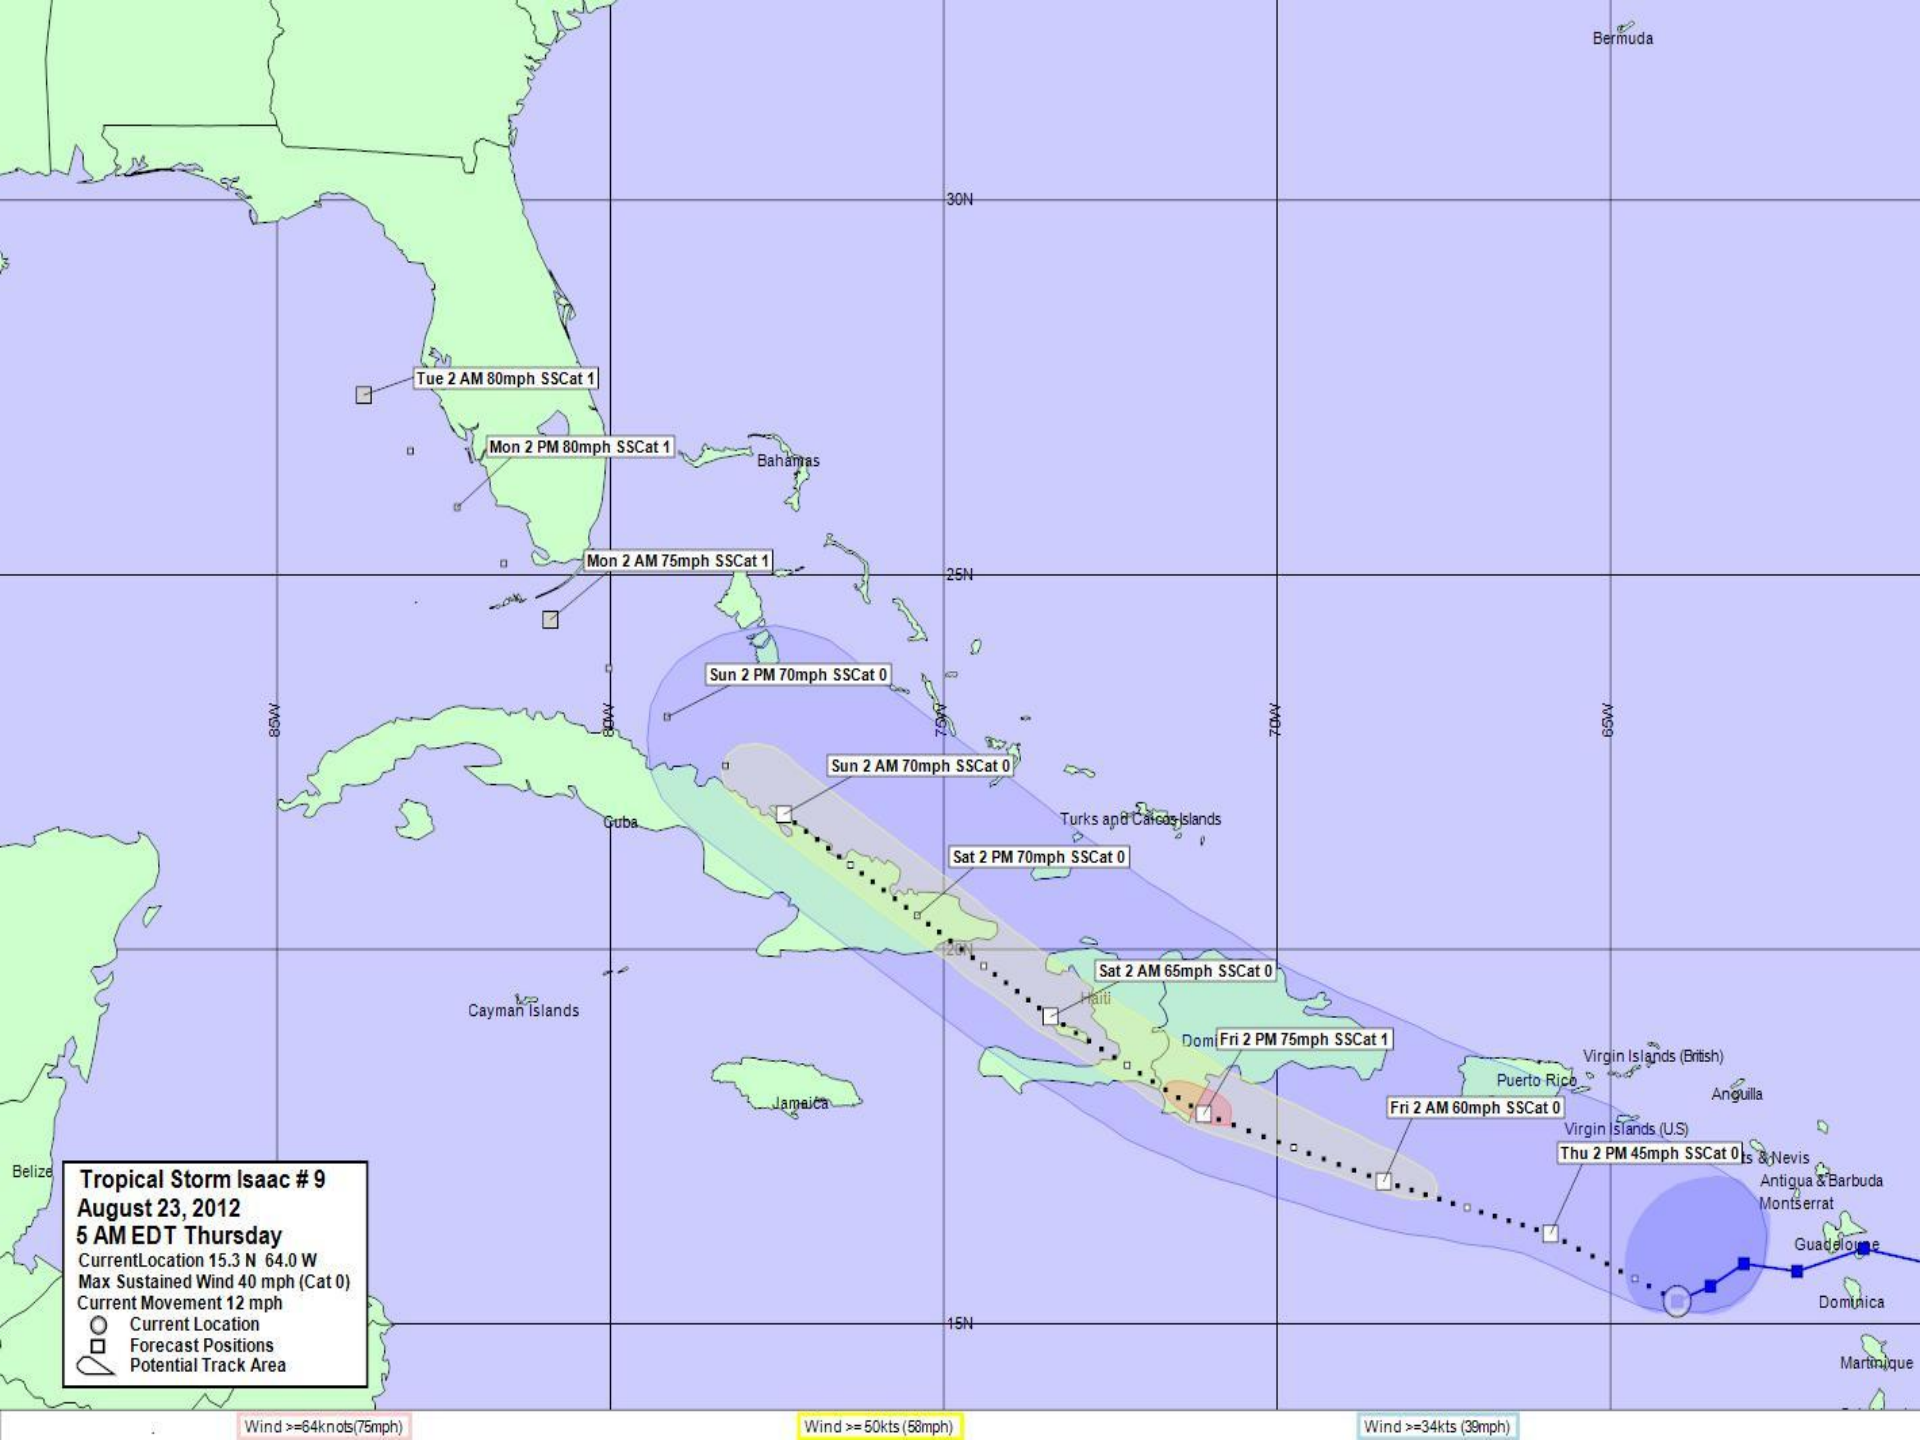 Bermuda
30N
Tue 2 AM 80mph SSCat 1
Mon 2 PM 80mph SSCat 1
Bahamas
Mon 2 AM 75mph SSCat 1
25N
Sun 2 PM 70mph SSCat 0
85W
80W
75W
70W
65W
Sun 2 AM 70mph SSCat 0
Cuba
Turks and Caicos Islands
Sat 2 PM 70mph SSCat 0
20N
Sat 2 AM 65mph SSCat 0
Haiti
Cayman Islands
Domi
Fri 2 PM 75mph SSCat 1
Virgin Islands (British)
Puerto Rico
Anguilla
Jamaica
Fri 2 AM 60mph SSCat 0
Virgin Islands (U.S)
Thu 2 PM 45mph SSCat 0
ts & Nevis
Belize
Antigua & Barbuda
Montserrat
Guadeloupe
Dominica
15N
Martinique
Tropical Storm Isaac # 9
August 23, 2012
5 AM EDT Thursday
CurrentLocation 15.3 N 64.0 W
Max Sustained Wind 40 mph (Cat 0)
Current Movement 12 mph
Current Location
Forecast Positions
Potential Track Area
Wind >=64knots(75mph)
Wind >= 50kts (58mph)
Wind >=34kts (39mph)